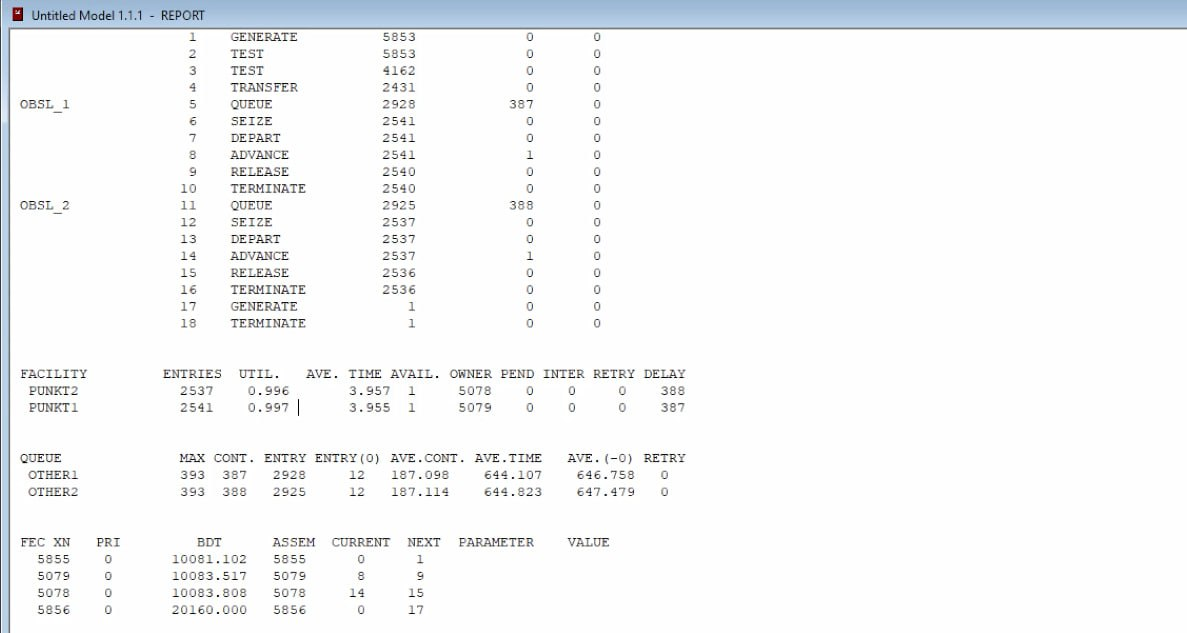 Untitled Model 1.1.1 - REPORT
1 GENERATE 5853 0 0
2 TEST 5853 0 0
3 TEST 4162 0 0
4 TRANSFER 2431 0 0
OBSL_1 5 QUEUE 2928 387 0
6 SEIZE 2541 0 0
7 DEPART 2541 0 0
8 ADVANCE 2541 1 0
9 RELEASE 2540 0 0
10 TERMINATE 2540 0 0
OBSL_2 11 QUEUE 2925 388 0
12 SEIZE 2537 0 0
13 DEPART 2537 0 0
14 ADVANCE 2537 1 0
15 RELEASE 2536 0 0
16 TERMINATE 2536 0 0
17 GENERATE 1 0 0
18 TERMINATE 1 0 0
FACILITY ENTRIES UTIL. AVE. TIME AVAIL. OWNER PEND INTER RETRY DELAY
PUNKT2 2537 0.996 3.957 1 5078 0 0 0 388
PUNKT1 2541 0.997 3.955 1 5079 0 0 0 387
QUEUE MAX CONT. ENTRY ENTRY(0) AVE.CONT. AVE.TIME AVE.(-0) RETRY
OTHER1 393 387 2928 12 187.098 644.107 646.758 0
OTHER2 393 388 2925 12 187.114 644.823 647.479 0
FEC XN PRI BDT ASSEM CURRENT NEXT PARAMETER VALUE
5855 0 10081.102 5855 0 1
5079 0 10083.517 5079 8 9
5078 0 10083.808 5078 14 15
5856 0 20160.000 5856 0 17